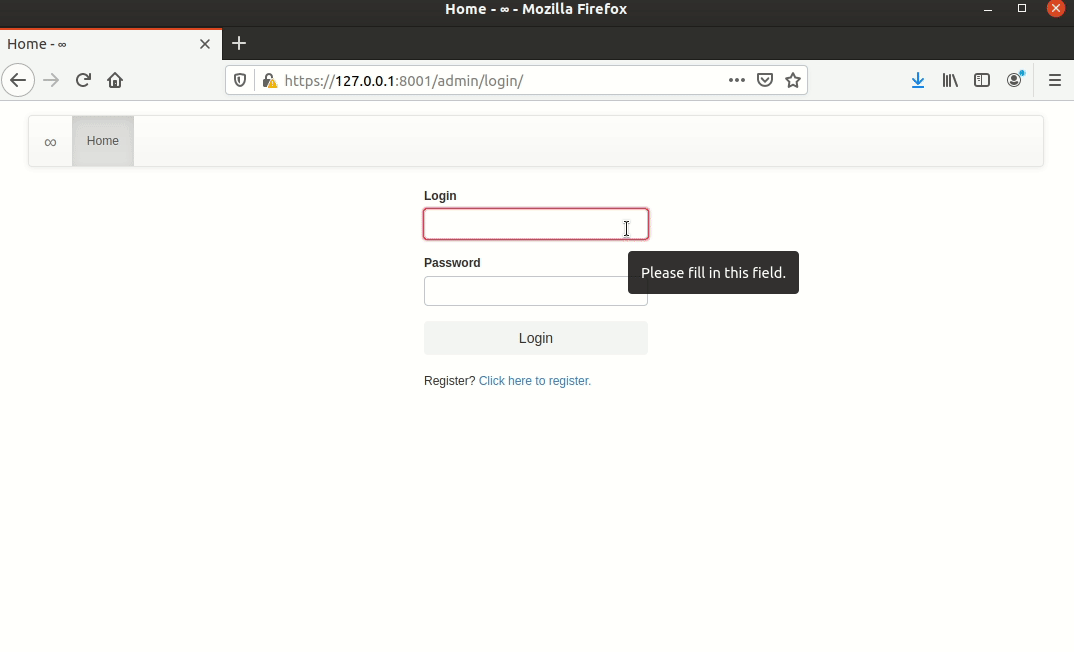 Home - ∞ - Mozilla Firefox
Home - ∞
https://127.0.0.1:8001/admin/login/
∞ Home
Login
Please fill in this field.
Password
Login
Register? Click here to register.